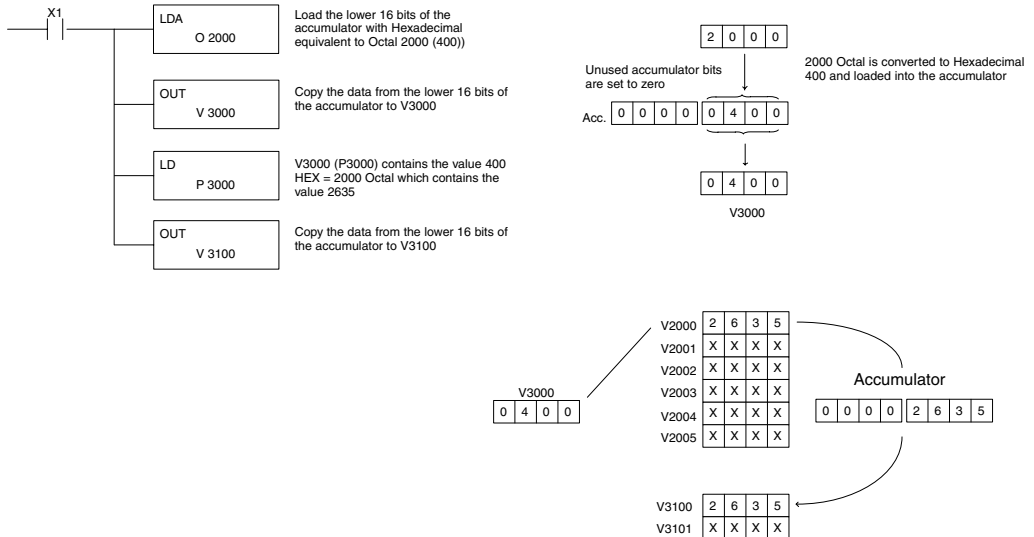 X1
LDA
O 2000
Load the lower 16 bits of the
accumulator with Hexadecimal
equivalent to Octal 2000 (400))
OUT
V 3000
Copy the data from the lower 16 bits of
the accumulator to V3000
LD
P 3000
V3000 (P3000) contains the value 400
HEX = 2000 Octal which contains the
value 2635
OUT
V 3100
Copy the data from the lower 16 bits of
the accumulator to V3100
2 0 0 0
2000 Octal is converted to Hexadecimal
400 and loaded into the accumulator
Unused accumulator bits
are set to zero
Acc. 0 0 0 0 0 4 0 0
0 4 0 0
V3000
V3000
0 4 0 0
V2000 2 6 3 5
V2001 X X X X
V2002 X X X X
V2003 X X X X
V2004 X X X X
V2005 X X X X
Accumulator
0 0 0 0 2 6 3 5
V3100 2 6 3 5
V3101 X X X X